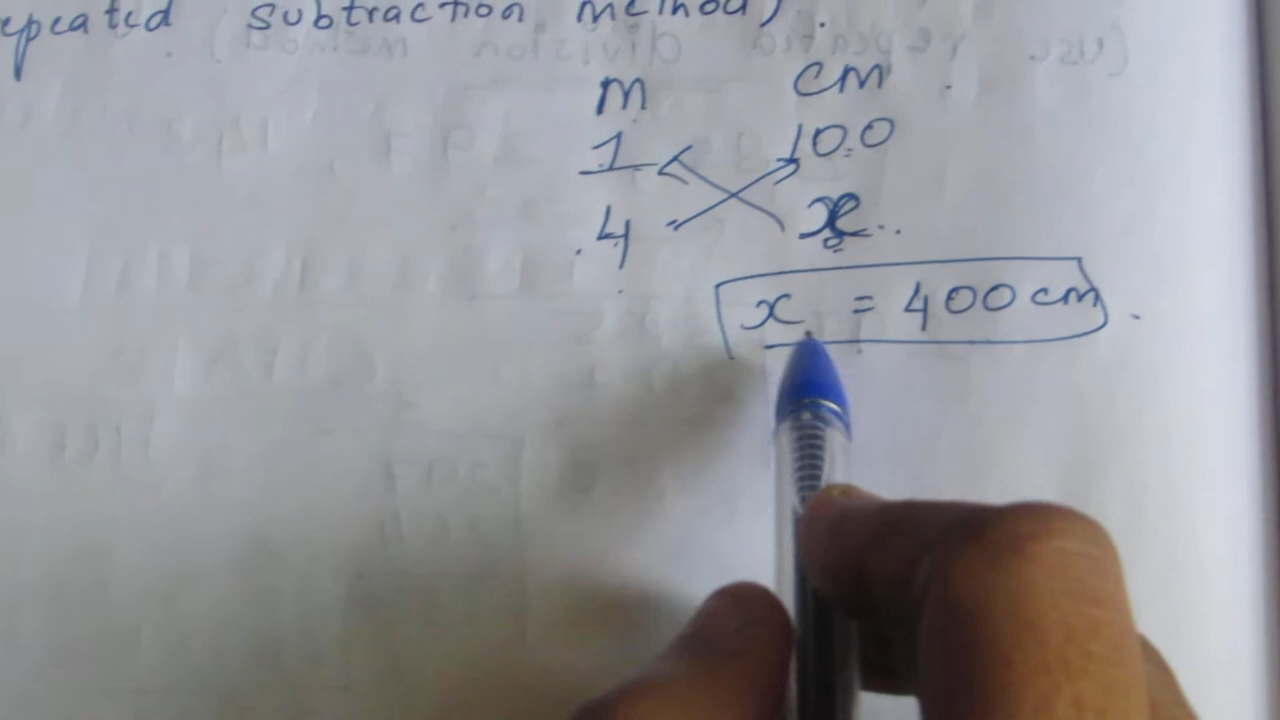 epeated subtraction method) .
m cm
1 100
4 x
x = 400 cm